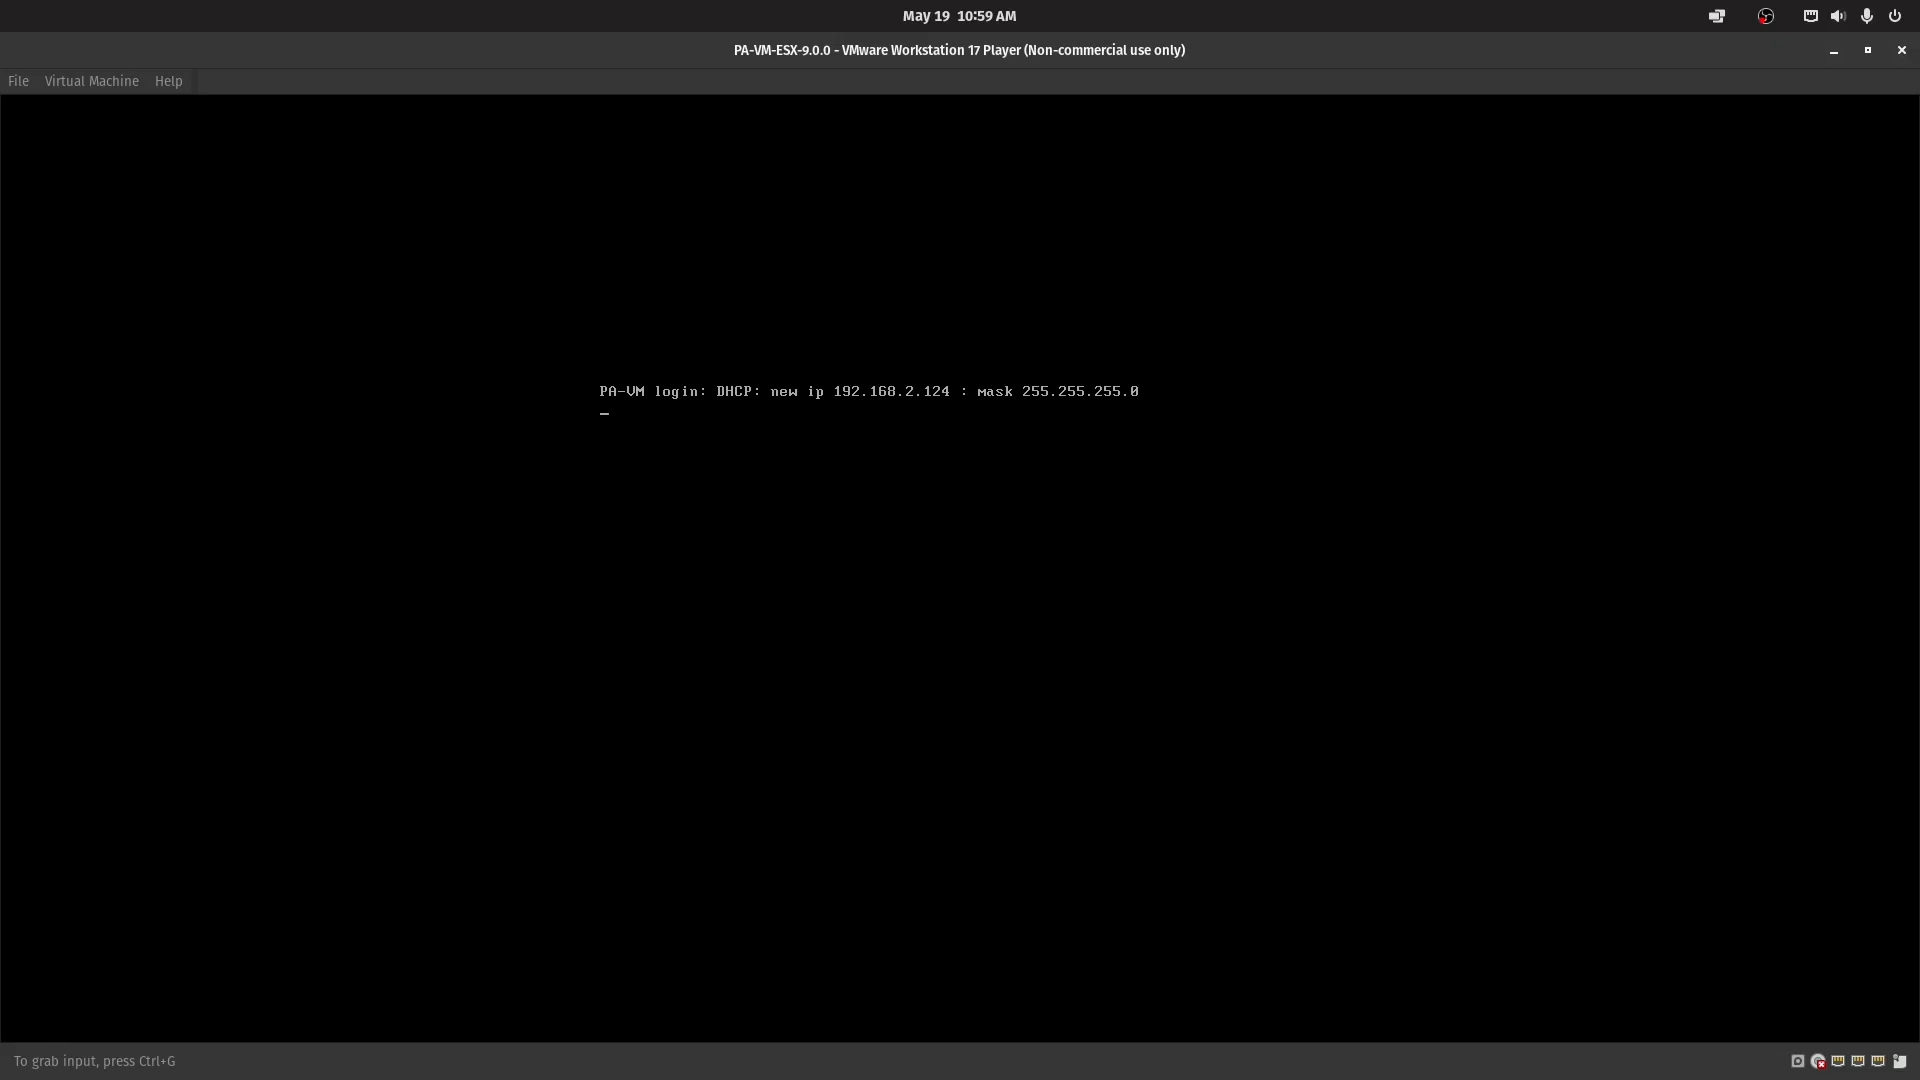 May 19 10:59 AM
PA-VM-ESX-9.0.0 - VMware Workstation 17 Player (Non-commercial use only)
File Virtual Machine Help
PA-VM login: DHCP: new ip 192.168.2.124 : mask 255.255.255.0
To grab input, press Ctrl+G